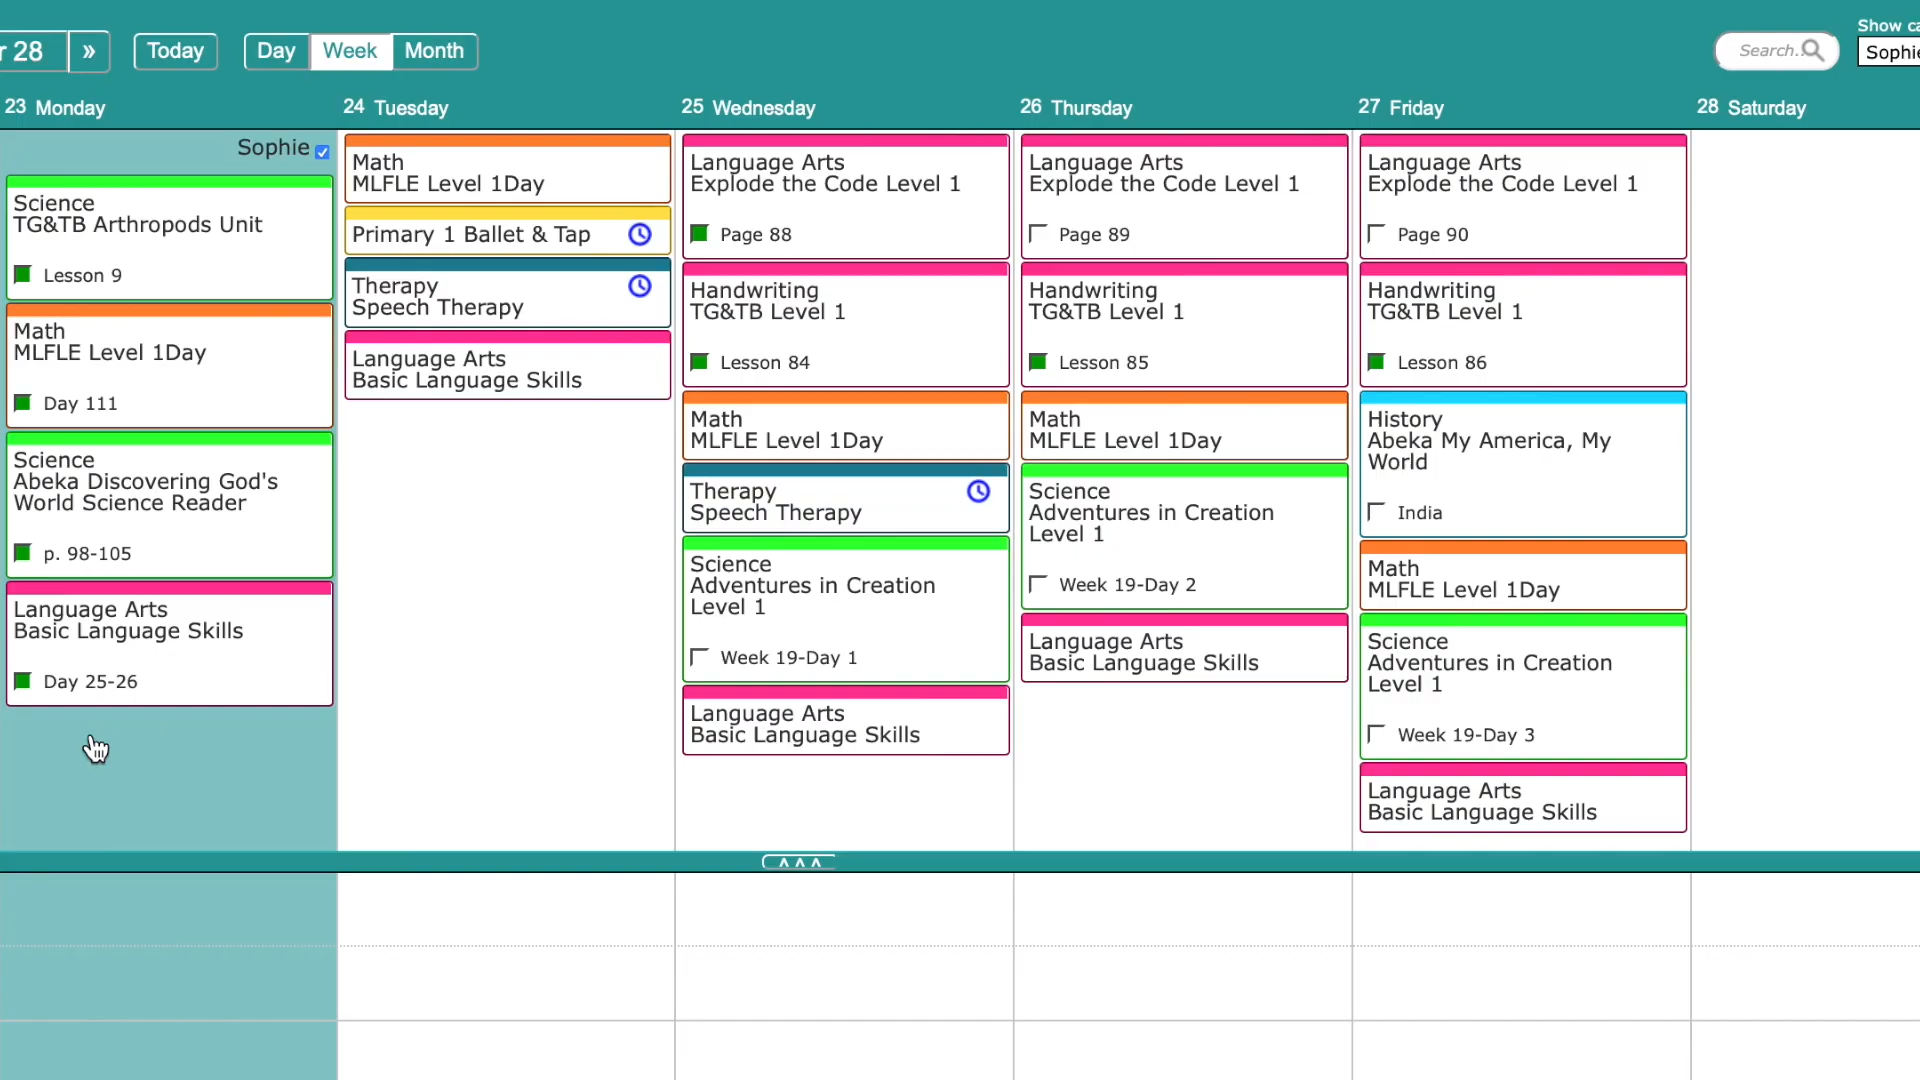 r 28 » Today Day Week Month
Search..
Show ca
Sophie
23 Monday
24 Tuesday
25 Wednesday
26 Thursday
27 Friday
28 Saturday
Sophie
Science
TG&TB Arthropods Unit
Lesson 9
Math
MLFLE Level 1Day
Day 111
Science
Abeka Discovering God's
World Science Reader
p. 98-105
Language Arts
Basic Language Skills
Day 25-26
Math
MLFLE Level 1Day
Primary 1 Ballet & Tap
Therapy
Speech Therapy
Language Arts
Basic Language Skills
Language Arts
Explode the Code Level 1
Page 88
Handwriting
TG&TB Level 1
Lesson 84
Math
MLFLE Level 1Day
Therapy
Speech Therapy
Science
Adventures in Creation
Level 1
Week 19-Day 1
Language Arts
Basic Language Skills
Language Arts
Explode the Code Level 1
Page 89
Handwriting
TG&TB Level 1
Lesson 85
Math
MLFLE Level 1Day
Science
Adventures in Creation
Level 1
Week 19-Day 2
Language Arts
Basic Language Skills
Language Arts
Explode the Code Level 1
Page 90
Handwriting
TG&TB Level 1
Lesson 86
History
Abeka My America, My
World
India
Math
MLFLE Level 1Day
Science
Adventures in Creation
Level 1
Week 19-Day 3
Language Arts
Basic Language Skills